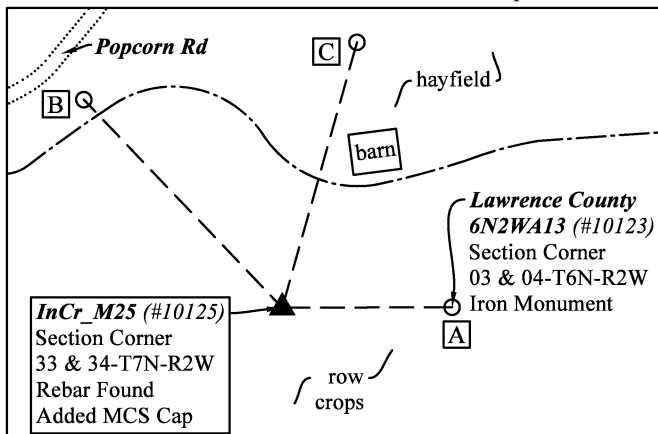 Popcorn Rd
C
B
hayfield
barn
Lawrence County
6N2WA13 (#10123)
Section Corner
03 & 04-T6N-R2W
Iron Monument
A
InCr_M25 (#10125)
Section Corner
33 & 34-T7N-R2W
Rebar Found
Added MCS Cap
row
crops